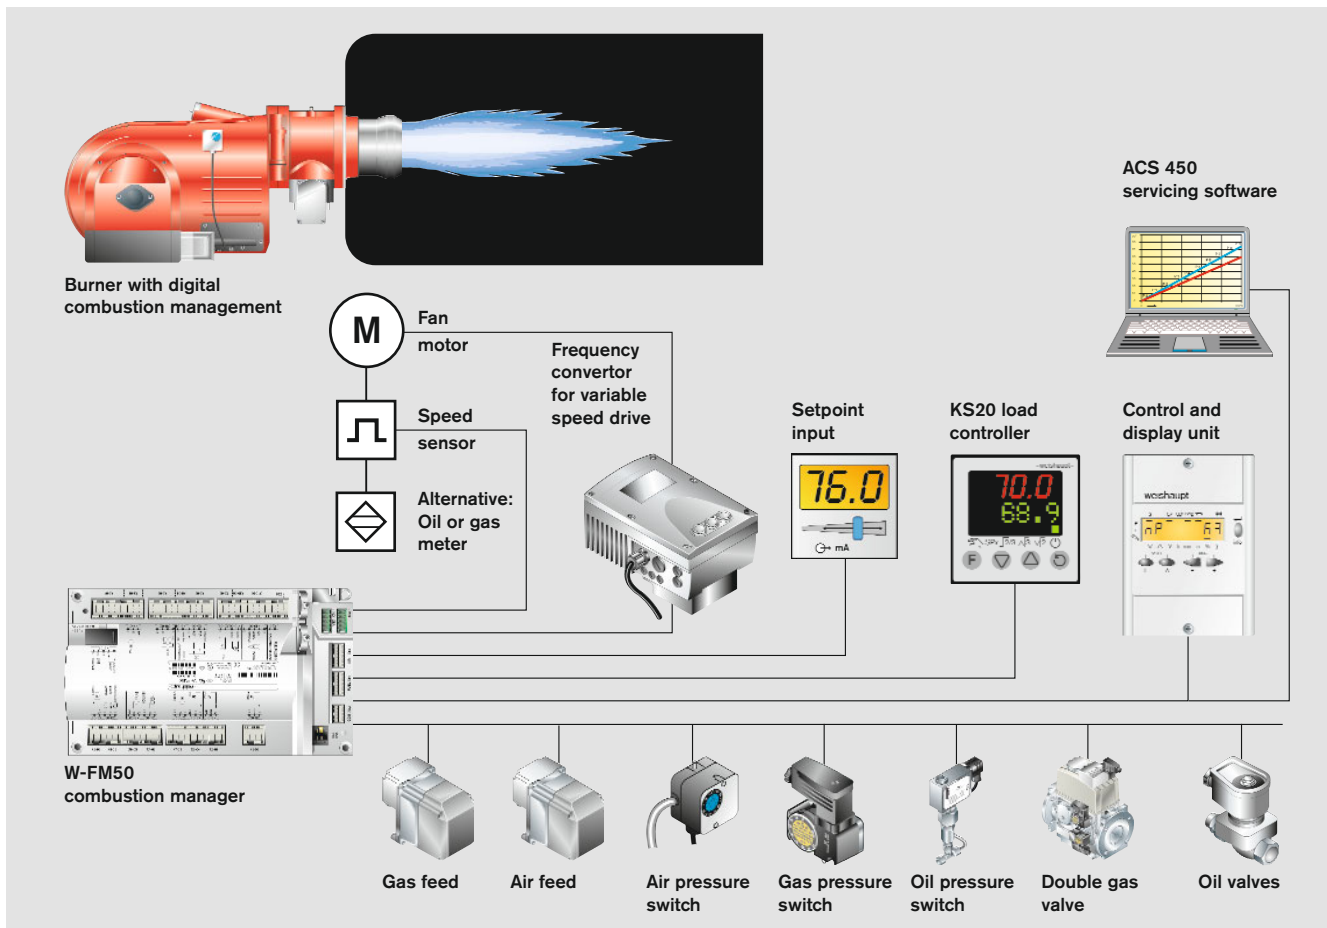 ACS 450
servicing software
Burner with digital
combustion management
M
Fan
motor
Frequency
convertor
for variable
speed drive
Speed
sensor
Alternative:
Oil or gas
meter
Setpoint
input
76.0
mA
KS20 load
controller
70.0
68.9
F
Control and
display unit
weishaupt
W-FM50
combustion manager
Gas feed
Air feed
Air pressure
switch
Gas pressure
switch
Oil pressure
switch
Double gas
valve
Oil valves